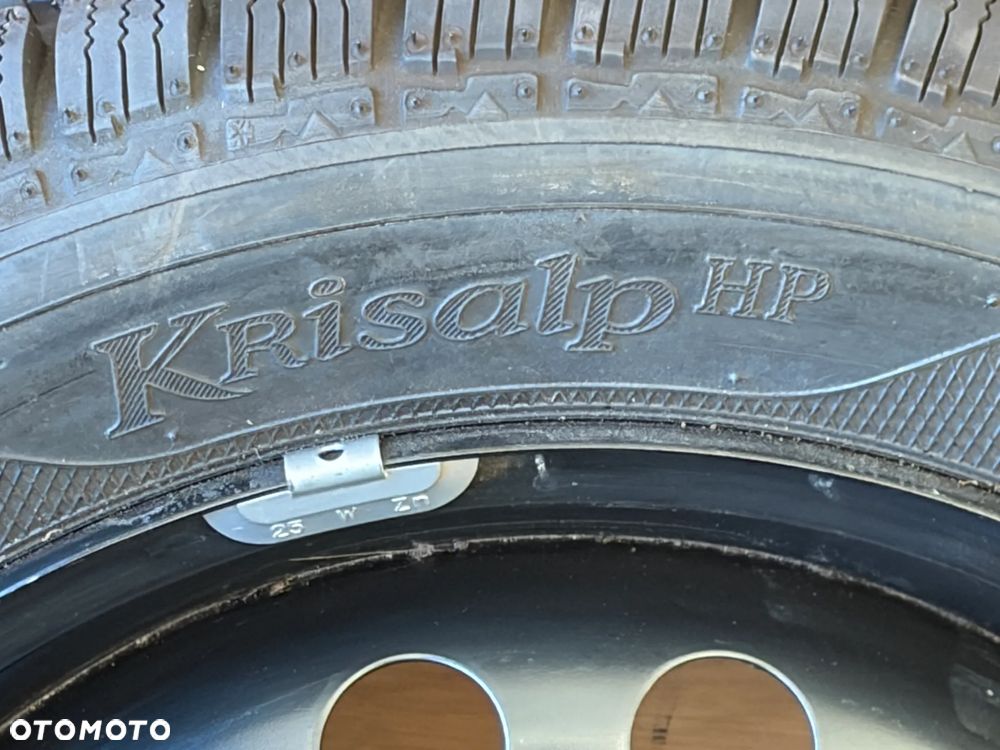 KRisalp HP
25 W Zn
OTOMOTO